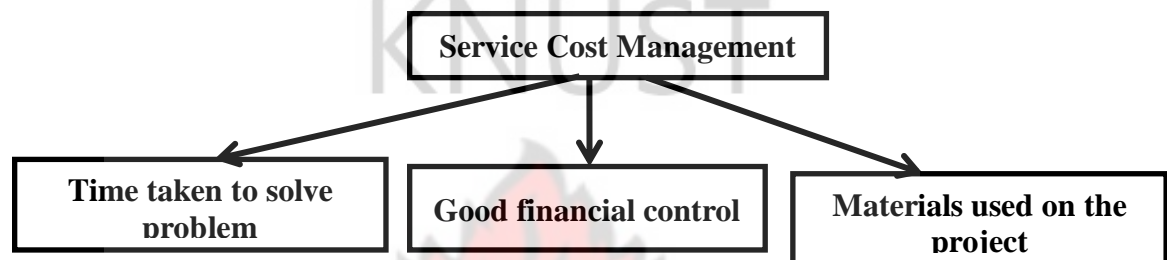 KNUST
Service Cost Management
Time taken to solve
problem
Good financial control
Materials used on the
project